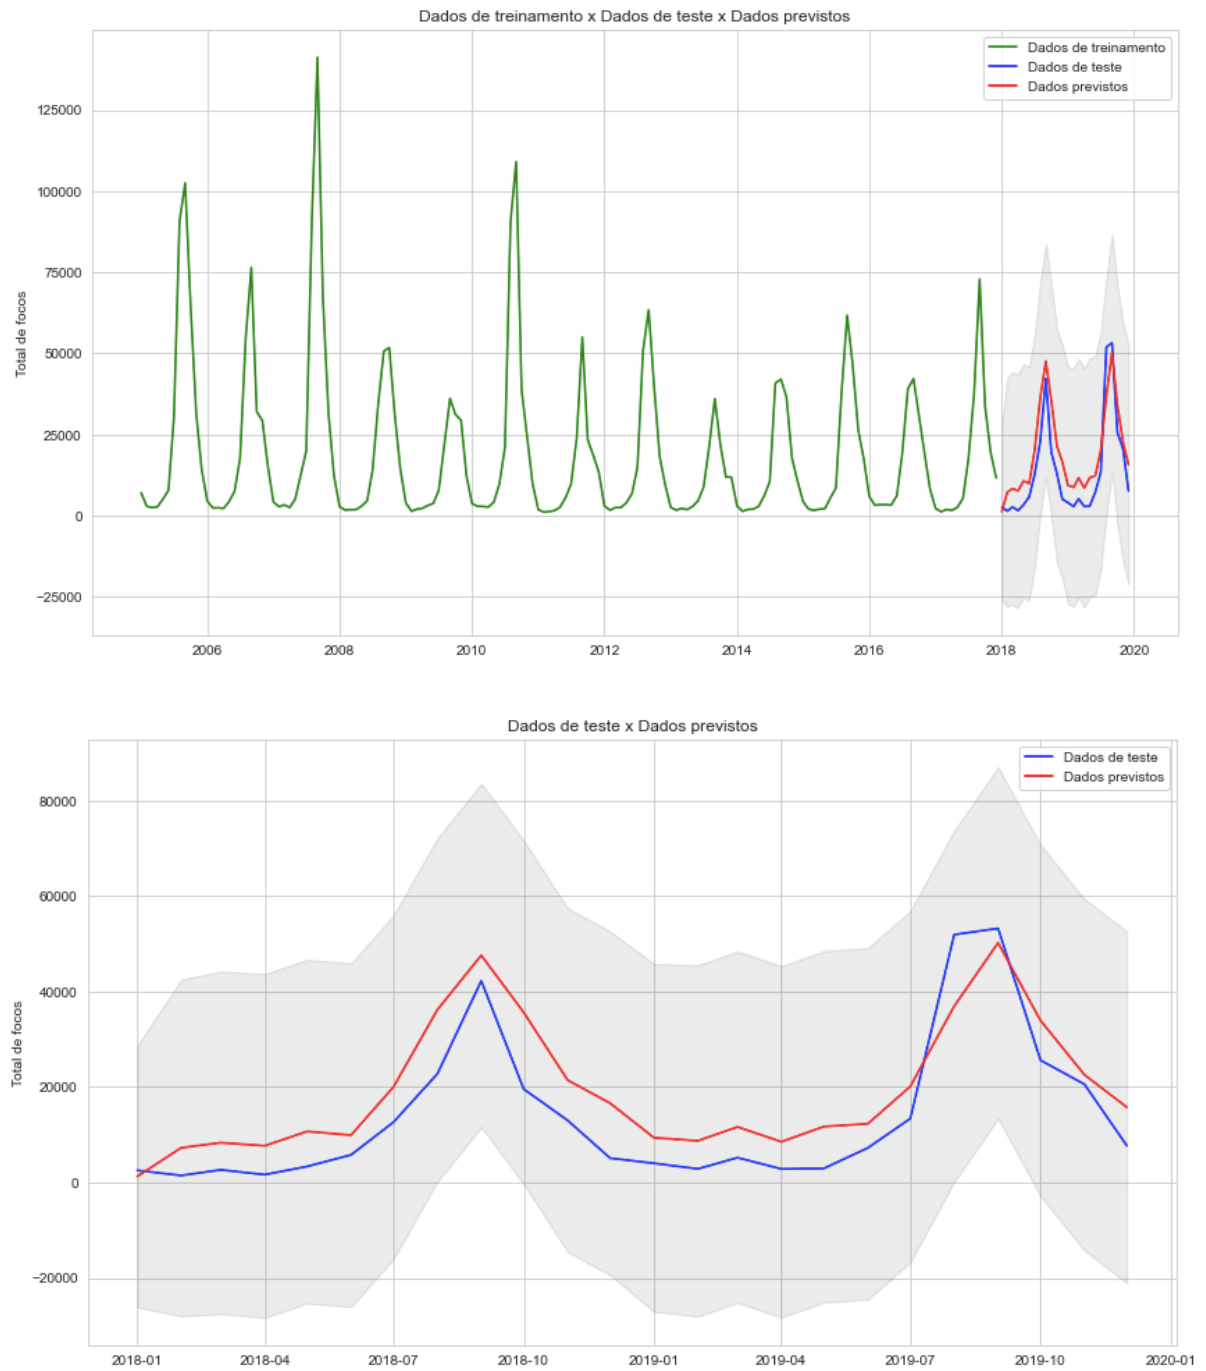 Dados de treinamento x Dados de teste x Dados previstos
Dados de treinamento
Dados de teste
Dados previstos
Total de focos
125000
100000
75000
50000
25000
0
−25000
2006 2008 2010 2012 2014 2016 2018 2020
Dados de teste x Dados previstos
Dados de teste
Dados previstos
Total de focos
80000
60000
40000
20000
0
−20000
2018-01 2018-04 2018-07 2018-10 2019-01 2019-04 2019-07 2019-10 2020-01